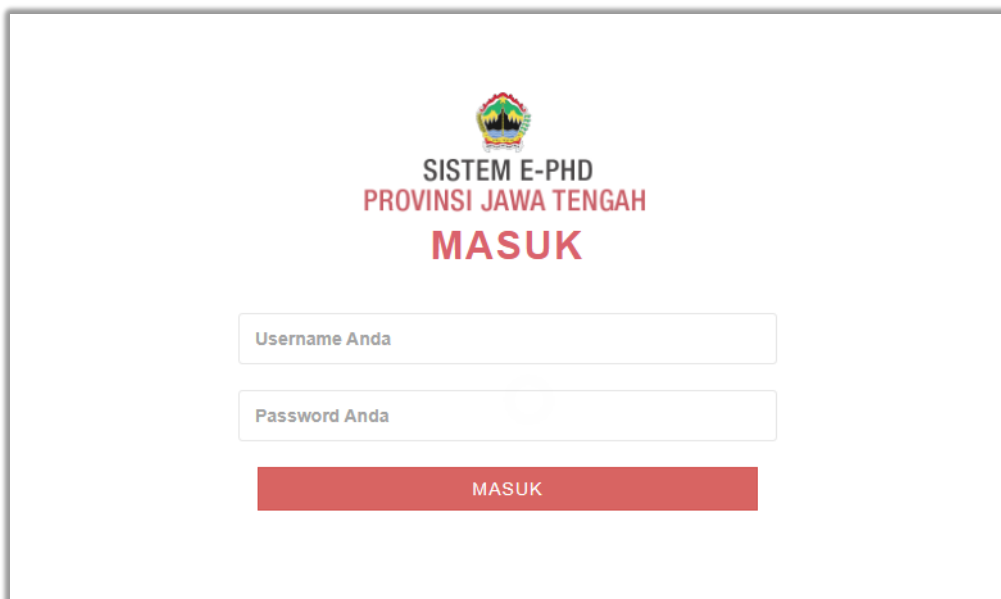 SISTEM E-PHD
PROVINSI JAWA TENGAH
MASUK
Username Anda
Password Anda
MASUK